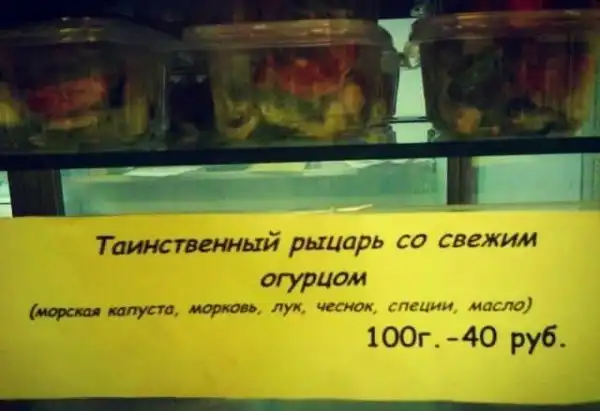 Таинственный рыцарь со свежим
огурцом
(морская капуста, морковь, лук, чеснок, специи, масло)
100г.-40 руб.